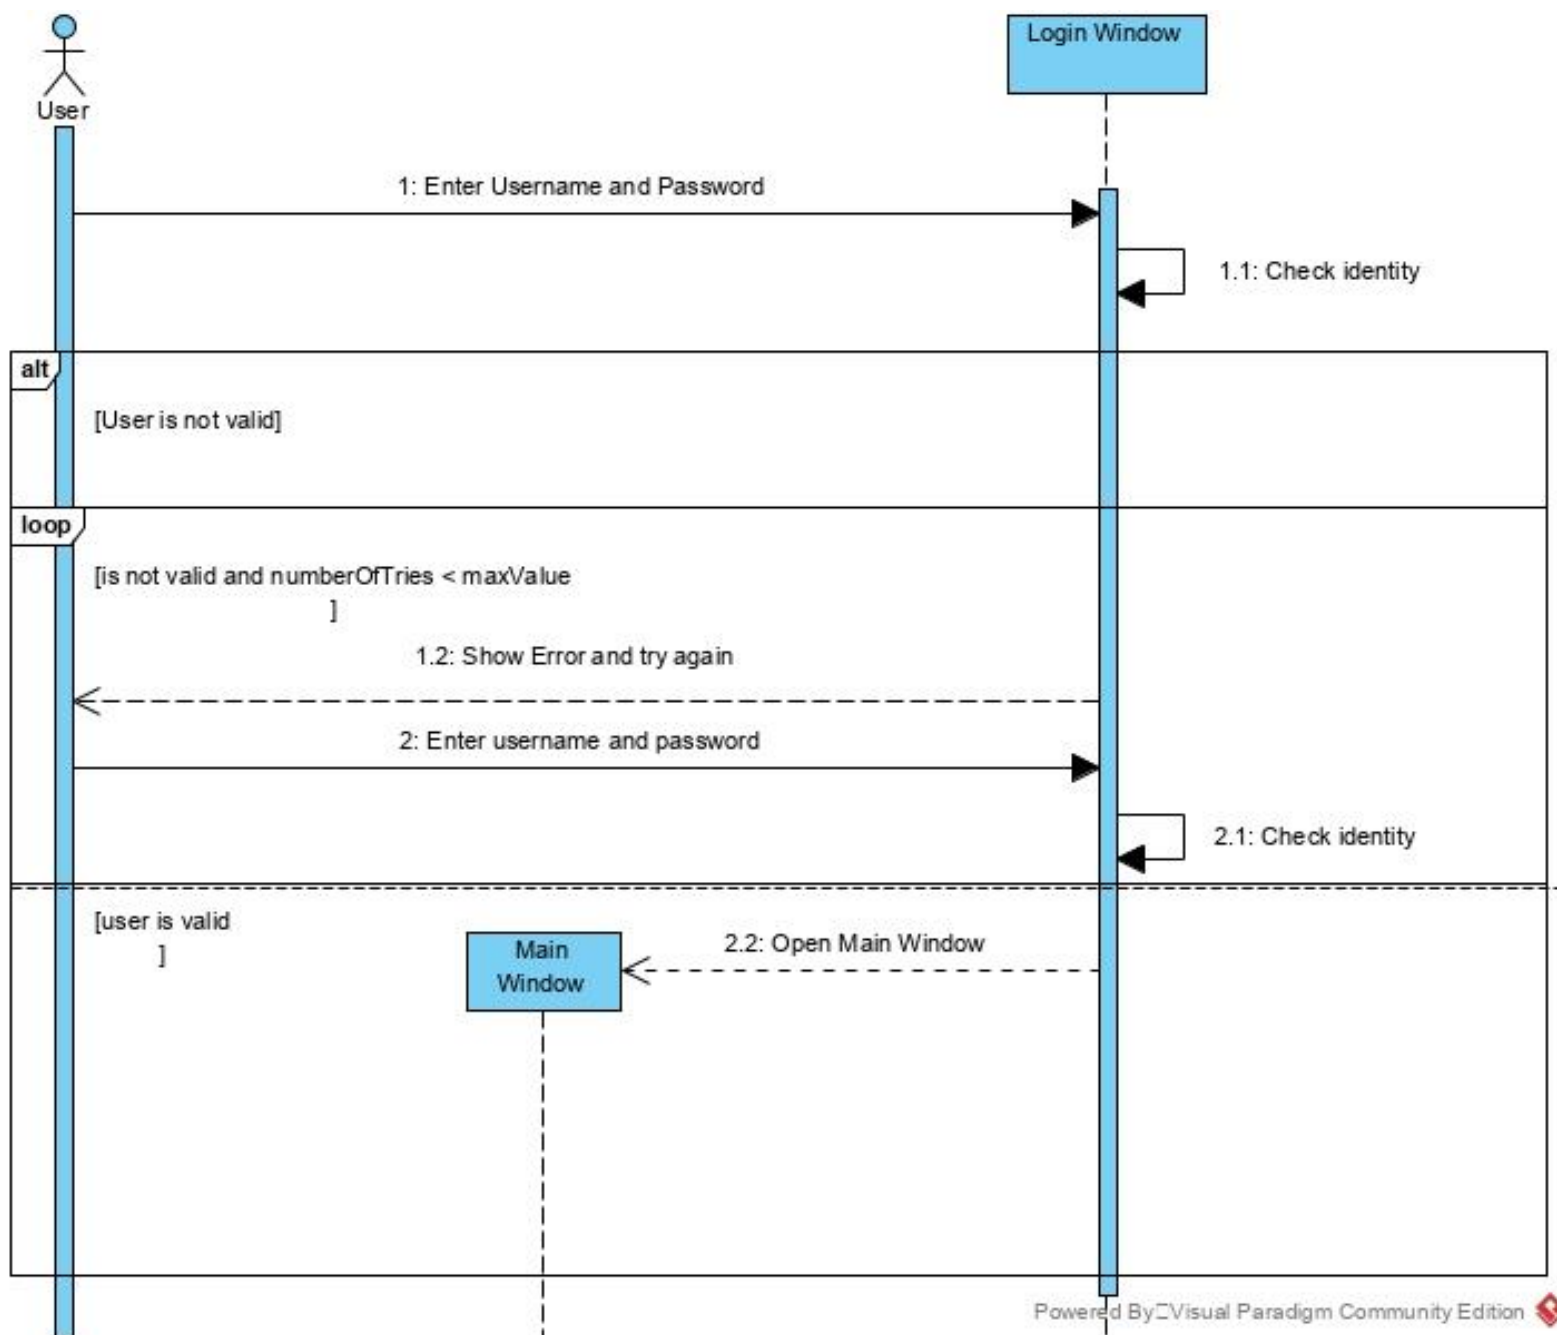 Login Window
User
1: Enter Username and Password
1.1: Check identity
alt
[User is not valid]
loop
[is not valid and numberOfTries < maxValue
]
1.2: Show Error and try again
2: Enter username and password
2.1: Check identity
[user is valid
]
Main
Window
2.2: Open Main Window
Powered By□Visual Paradigm Community Edition